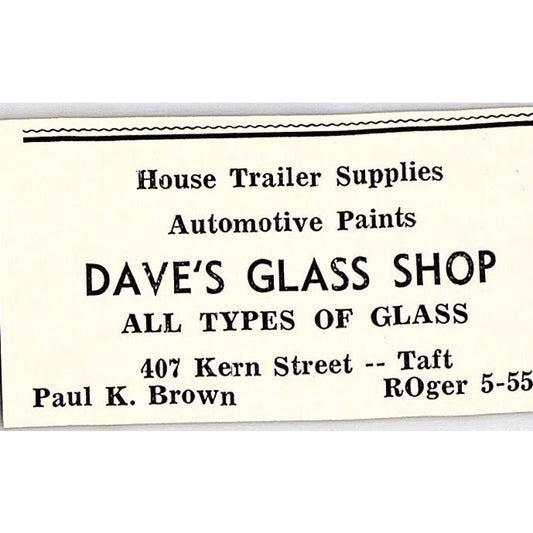 House Trailer Supplies
Automotive Paints
DAVE'S GLASS SHOP
ALL TYPES OF GLASS
407 Kern Street -- Taft
Paul K. Brown ROger 5-55